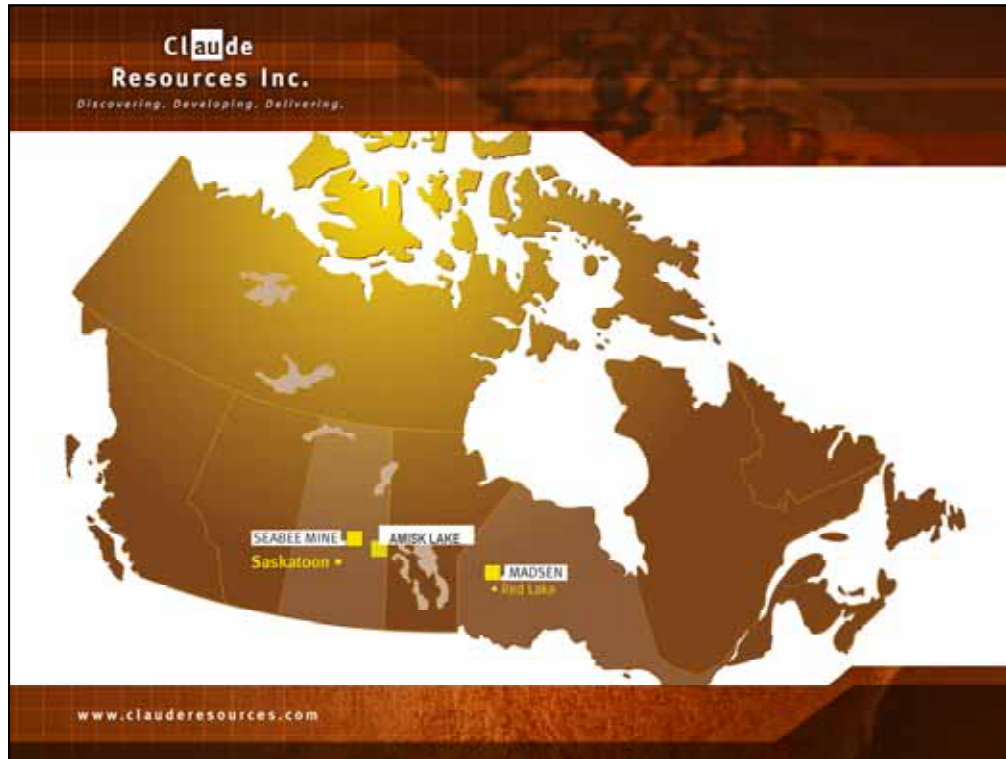 Claude
Resources Inc.
Discovering. Developing. Delivering.
SEABEE MINE
AMISK LAKE
Saskatoon
MADSEN
Red Lake
www.clauderesources.com